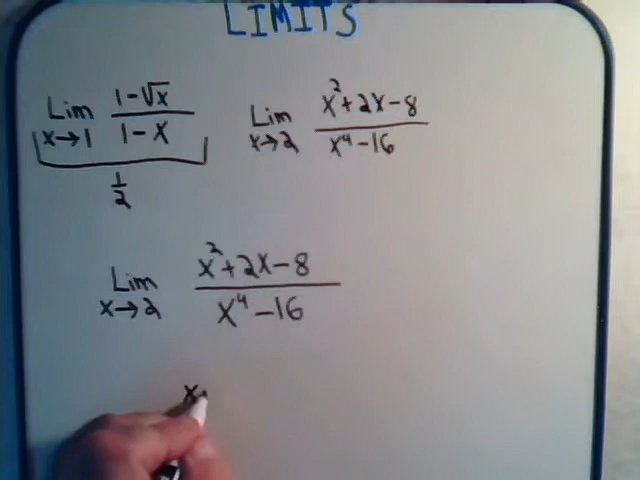 LIMITS
Lim x→1 (1-√x)/(1-x)
1/2
Lim x→2 (x²+2x-8)/(x⁴-16)
Lim x→2 (x²+2x-8)/(x⁴-16)
x